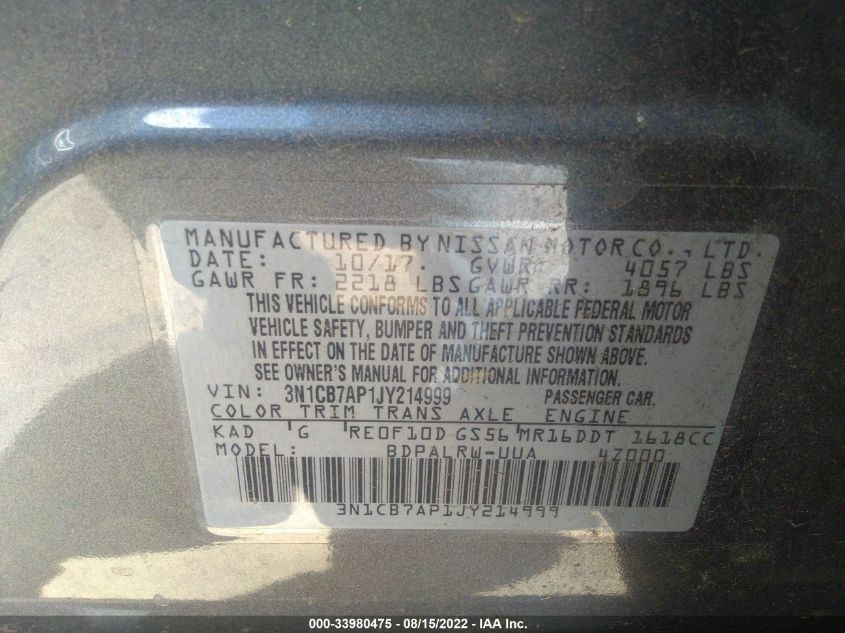 MANUFACTURED BY NISSAN MOTOR CO., LTD.
DATE: 10/17. GVWR: 4057 LBS
GAWR FR: 2218 LBS GAWR RR: 1896 LBS
THIS VEHICLE CONFORMS TO ALL APPLICABLE FEDERAL MOTOR
VEHICLE SAFETY, BUMPER AND THEFT PREVENTION STANDARDS
IN EFFECT ON THE DATE OF MANUFACTURE SHOWN ABOVE.
SEE OWNER'S MANUAL FOR ADDITIONAL INFORMATION.
VIN: 3N1CB7AP1JY214999 PASSENGER CAR.
COLOR TRIM TRANS AXLE ENGINE
KAD G RE0F10D GS56 MR16DDT 1618CC
MODEL: BDPALRW-UUA 4Z000
3N1CB7AP1JY214999
000-33980475 - 08/15/2022 - IAA Inc.